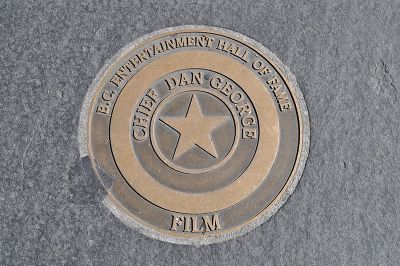 B.C. ENTERTAINMENT HALL OF FAME
CHIEF DAN GEORGE
FILM